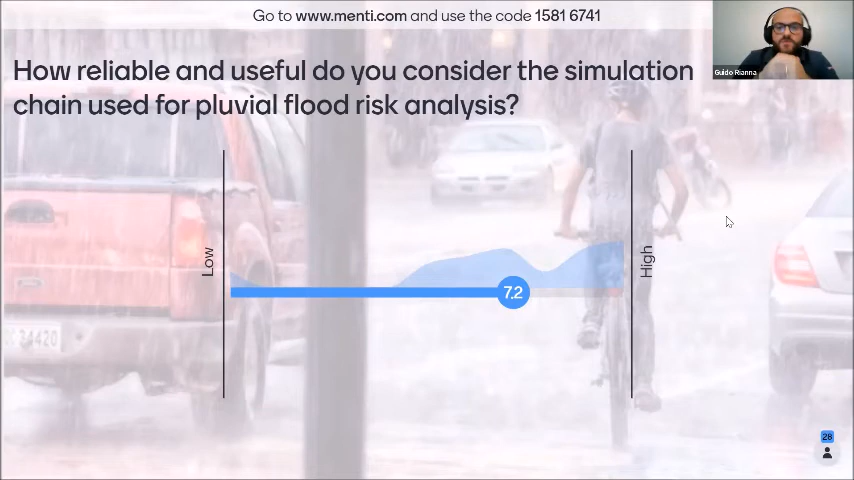 Go to www.menti.com and use the code 1581 6741
Guido Rianna
How reliable and useful do you consider the simulation
chain used for pluvial flood risk analysis?
Low
High
7.2
34420
28